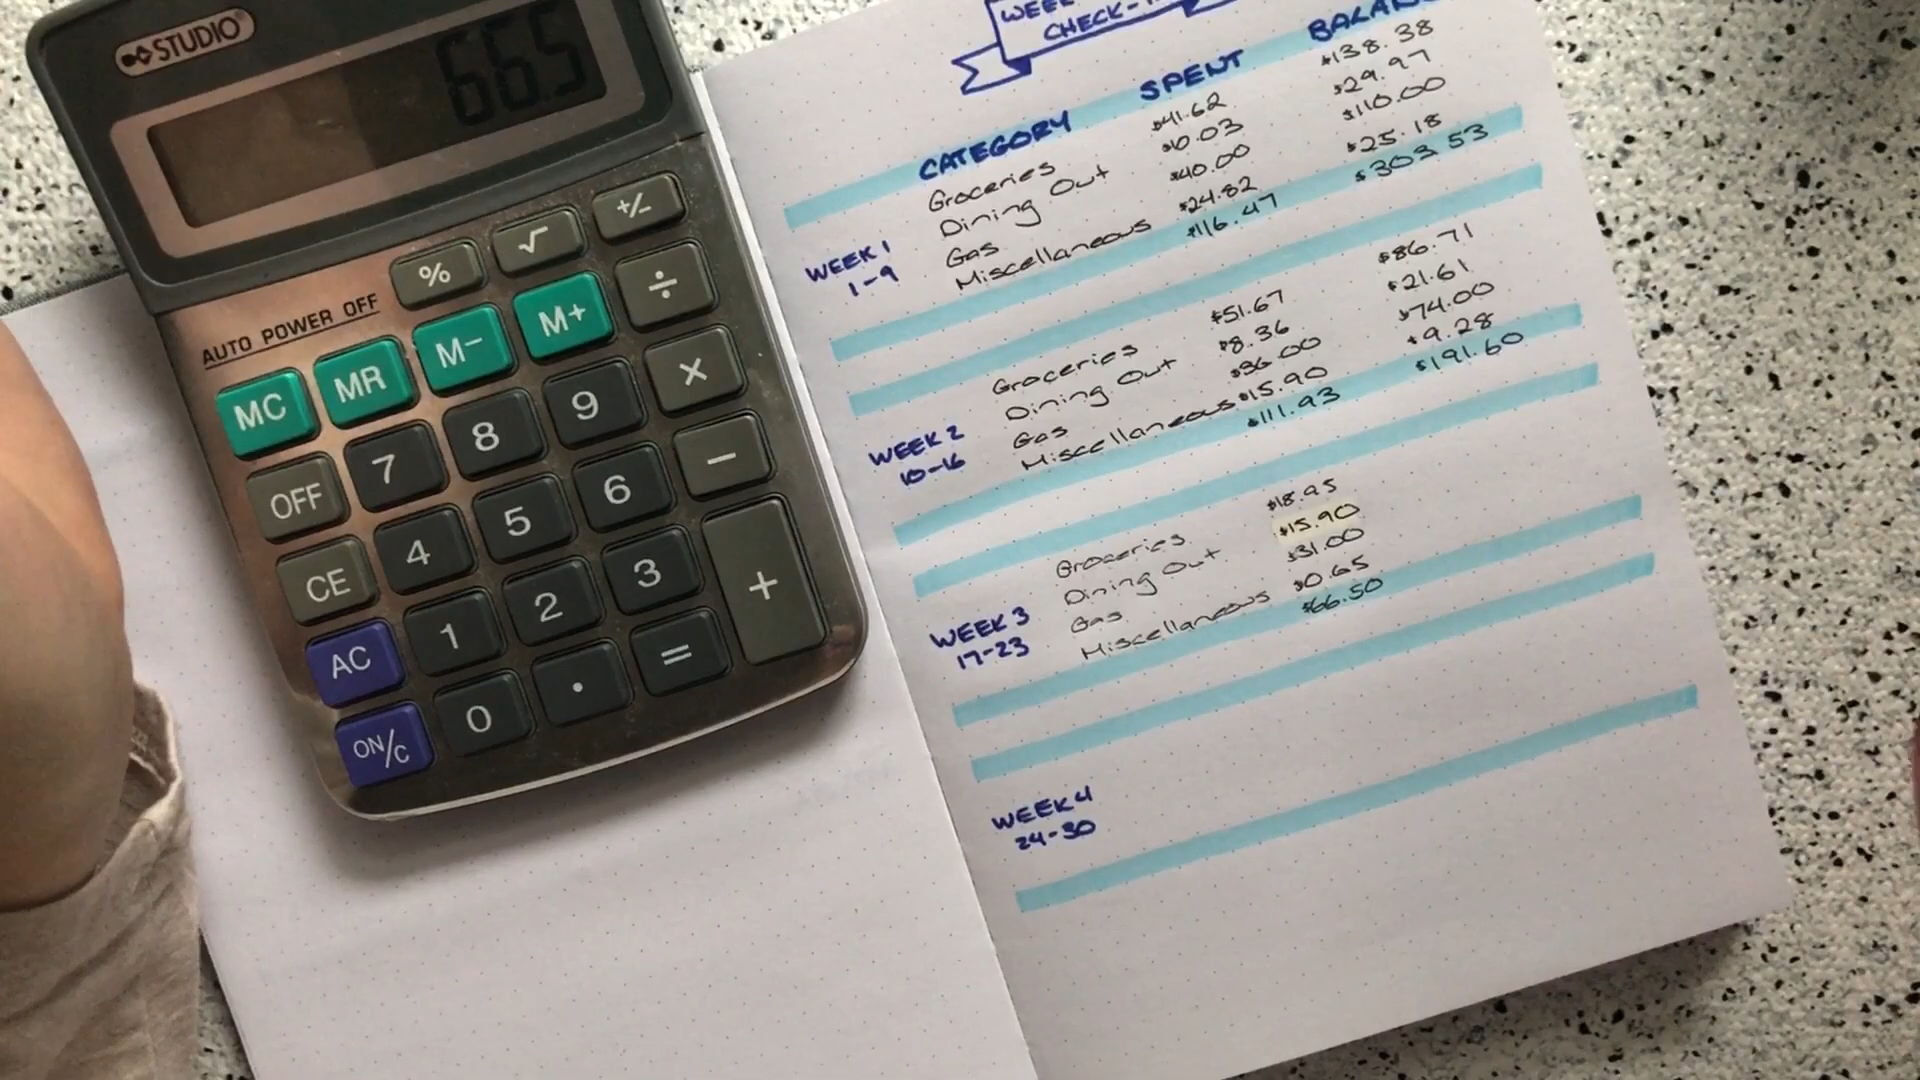 STUDIO
66.5
% √ +/-
AUTO POWER OFF
MC MR M− M+ ÷
OFF 7 8 9 ×
CE 4 5 6 −
AC 1 2 3 +
ON/C 0 . =
CHECK-
CATEGORY SPENT
WEEK 1
1-9
Groceries $41.62 $138.38
Dining Out $10.03 $29.97
Gas $40.00 $110.00
Miscellaneous $24.82 $25.18
$116.47 $303.53
WEEK 2
10-16
Groceries $51.67 $86.71
Dining Out $8.36 $21.61
Gas $36.00 $74.00
Miscellaneous $15.90 $9.28
$111.93 $191.60
WEEK 3
17-23
Groceries $18.95
Dining Out $15.90
Gas $31.00
Miscellaneous $0.65
$66.50
WEEK 4
24-30